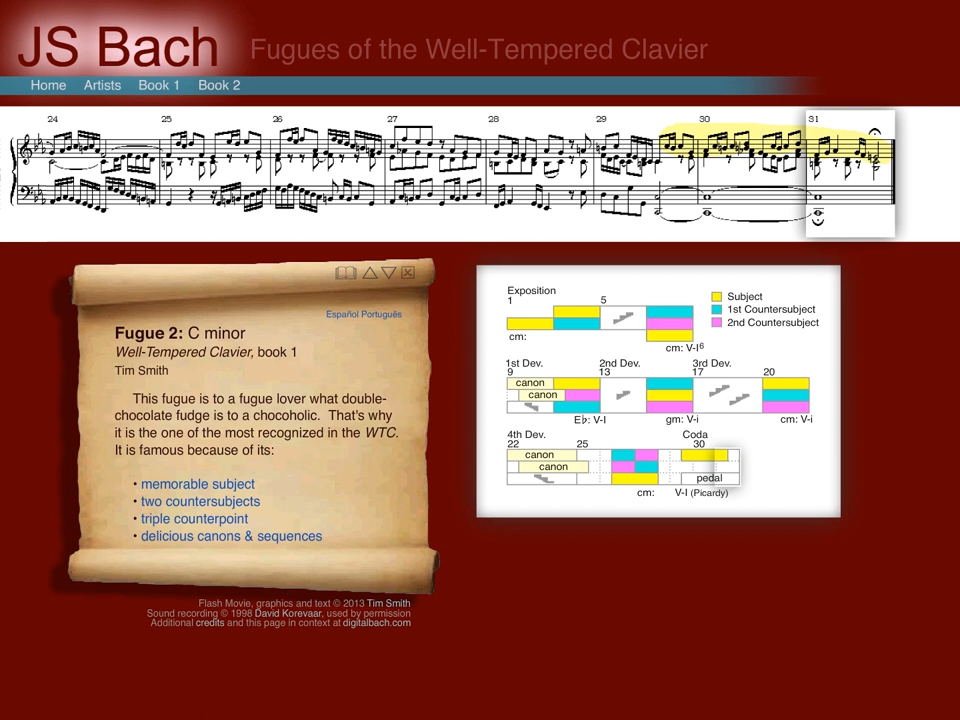 JS Bach Fugues of the Well-Tempered Clavier
Home Artists Book 1 Book 2
24 25 26 27 28 29 30 31
Español Português
Fugue 2: C minor
Well-Tempered Clavier, book 1
Tim Smith
This fugue is to a fugue lover what double-
chocolate fudge is to a chocoholic. That's why
it is the one of the most recognized in the WTC.
It is famous because of its:
• memorable subject
• two countersubjects
• triple counterpoint
• delicious canons & sequences
Flash Movie, graphics and text © 2013 Tim Smith
Sound recording © 1998 David Korevaar, used by permission
Additional credits and this page in context at digitalbach.com
Exposition
1 5
Subject
1st Countersubject
2nd Countersubject
cm:
cm: V-I6
1st Dev. 2nd Dev. 3rd Dev.
9 13 17 20
canon
canon
E♭: V-I gm: V-i cm: V-i
4th Dev. Coda
22 25 30
canon
canon
pedal
cm: V-I (Picardy)